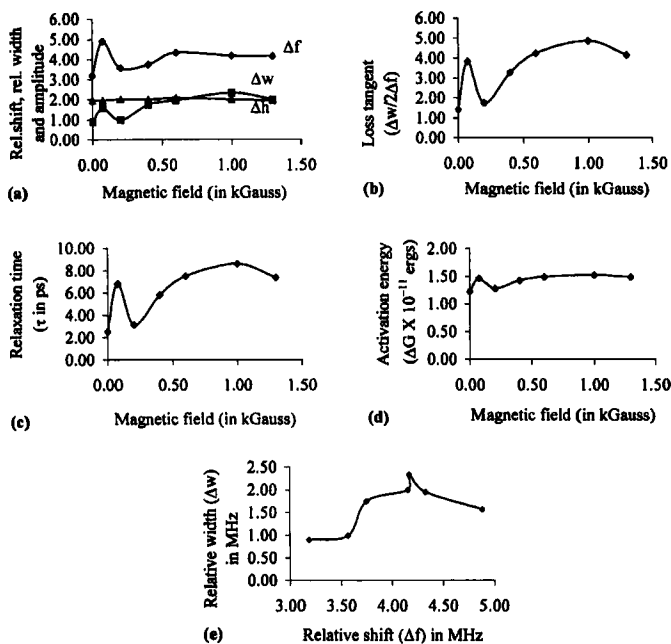 Rel.shift, rel. width
and amplitude
6.00
5.00
4.00
3.00
2.00
1.00
0.00
Δf
Δw
Δh
0.00 0.50 1.00 1.50
(a)
Magnetic field (in kGauss)
Loss tangent
(Δw/2Δf)
6.00
5.00
4.00
3.00
2.00
1.00
0.00
0.00 0.50 1.00 1.50
(b)
Magnetic field (in kGauss)
Relaxation time
(τ in ps)
10.00
8.00
6.00
4.00
2.00
0.00
0.00 0.50 1.00 1.50
(c)
Magnetic field (in kGauss)
Activation energy
(ΔG X 10⁻¹¹ ergs)
2.00
1.50
1.00
0.50
0.00
0.00 0.50 1.00 1.50
(d)
Magnetic field (in kGauss)
Relative width (Δw)
in MHz
2.50
2.00
1.50
1.00
0.50
0.00
3.00 3.50 4.00 4.50 5.00
(e)
Relative shift (Δf) in MHz